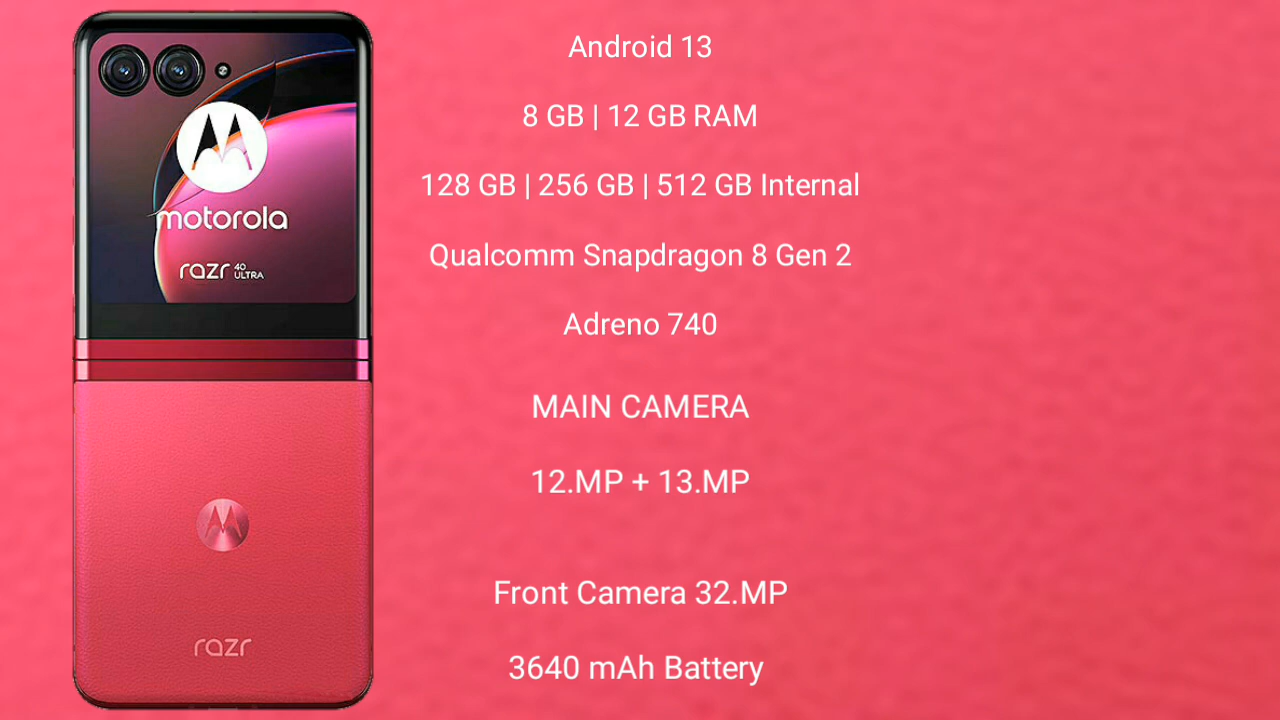 motorola
razr 40 ULTRA
razr
Android 13
8 GB | 12 GB RAM
128 GB | 256 GB | 512 GB Internal
Qualcomm Snapdragon 8 Gen 2
Adreno 740
MAIN CAMERA
12.MP + 13.MP
Front Camera 32.MP
3640 mAh Battery